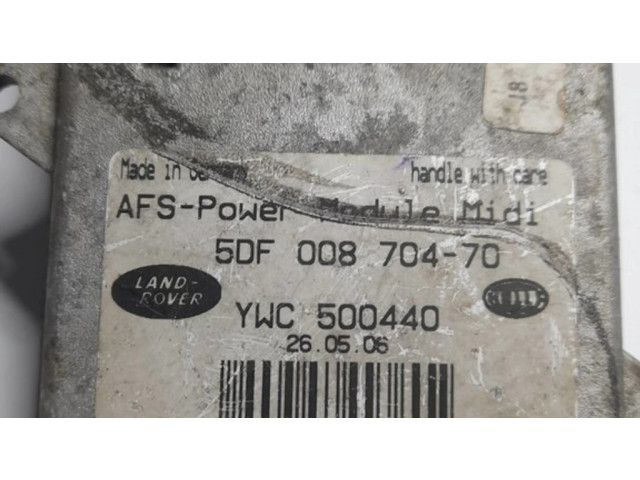 J8
Made in Germany handle with care
AFS-Power Module Midi
5DF 008 704-70
LAND-
ROVER
YWC 500440
26.05.06